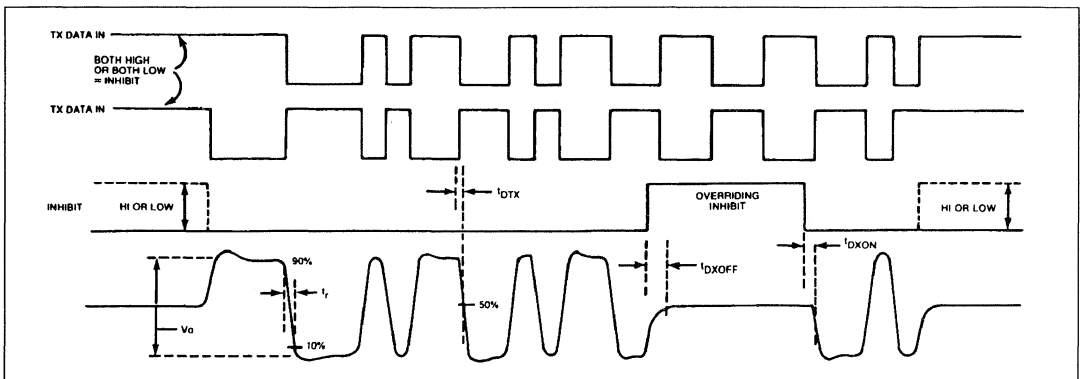 TX DATA IN
BOTH HIGH
OR BOTH LOW
= INHIBIT
TX DATA IN
tDTX
INHIBIT
HI OR LOW
OVERRIDING
INHIBIT
HI OR LOW
tDXON
tDXOFF
90%
tr
50%
Vo
10%